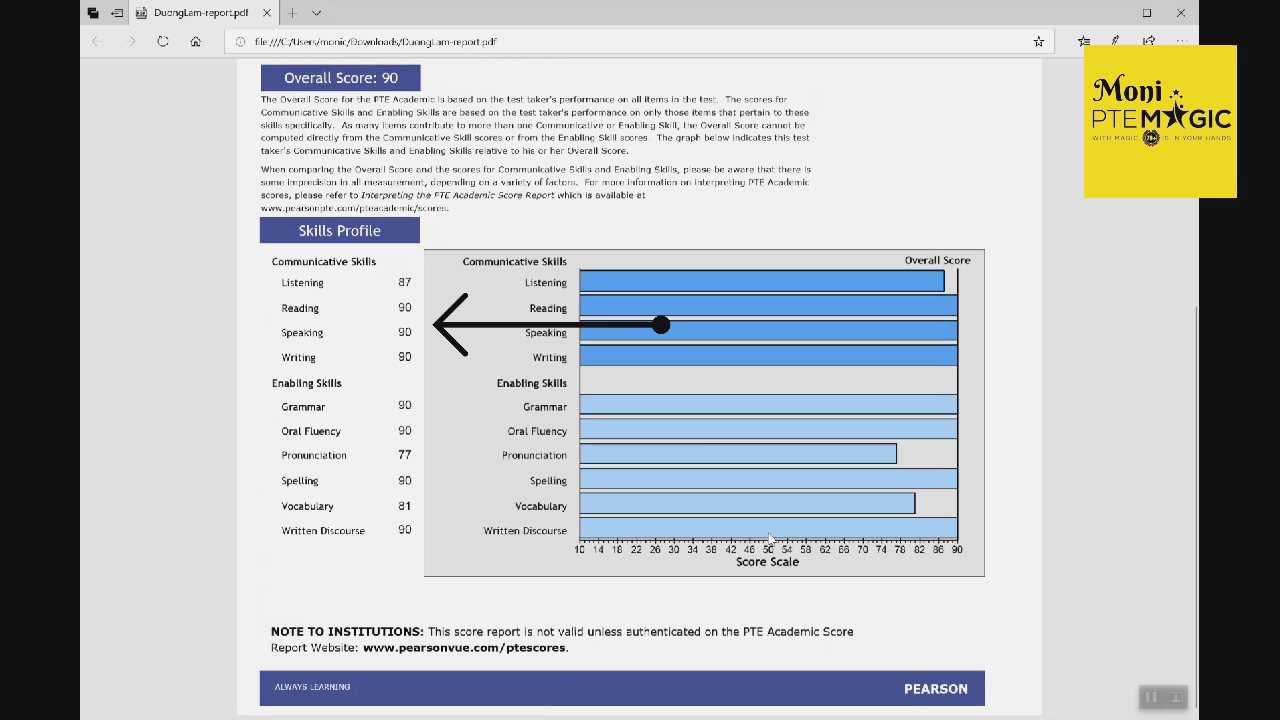 DuongLam-report.pdf
file:///C:/Users/monic/Downloads/DuongLam-report.pdf
Moni
PTEMAGIC
WITH MAGIC IS IN YOUR HANDS
Overall Score: 90
The Overall Score for the PTE Academic is based on the test taker's performance on all items in the test. The scores for
Communicative Skills and Enabling Skills are based on the test taker's performance on only those items that pertain to these
skills specifically. As many items contribute to more than one Communicative or Enabling Skill, the Overall Score cannot be
computed directly from the Communicative Skill scores or from the Enabling Skill scores. The graph below indicates this test
taker's Communicative Skills and Enabling Skills relative to his or her Overall Score.
When comparing the Overall Score and the scores for Communicative Skills and Enabling Skills, please be aware that there is
some imprecision in all measurement, depending on a variety of factors. For more information on interpreting PTE Academic
scores, please refer to Interpreting the PTE Academic Score Report which is available at
www.pearsonpte.com/pteacademic/scores.
Skills Profile
Communicative Skills
Listening 87
Reading 90
Speaking 90
Writing 90
Enabling Skills
Grammar 90
Oral Fluency 90
Pronunciation 77
Spelling 90
Vocabulary 81
Written Discourse 90
Communicative Skills
Overall Score
Listening
Reading
Speaking
Writing
Enabling Skills
Grammar
Oral Fluency
Pronunciation
Spelling
Vocabulary
Written Discourse
10 14 18 22 26 30 34 38 42 46 50 54 58 62 66 70 74 78 82 86 90
Score Scale
NOTE TO INSTITUTIONS: This score report is not valid unless authenticated on the PTE Academic Score
Report Website: www.pearsonvue.com/ptescores.
ALWAYS LEARNING
PEARSON